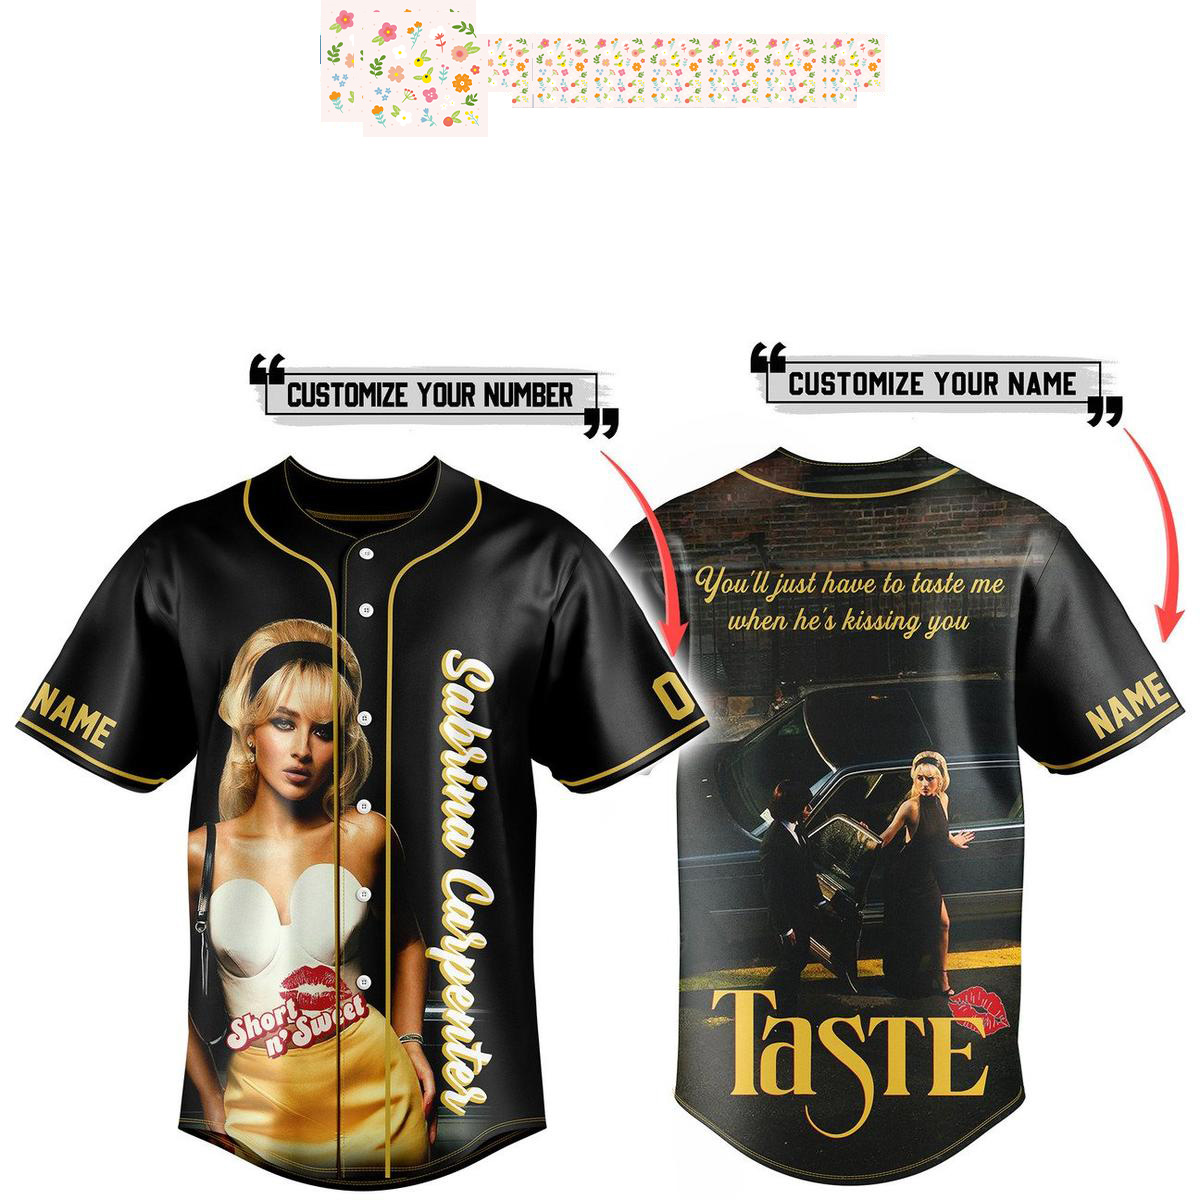 CUSTOMIZE YOUR NUMBER
CUSTOMIZE YOUR NAME
NAME
0
Sabrina Carpenter
Short
n' Sweet
You'll just have to taste me
when he's kissing you
NAME
TaSTE